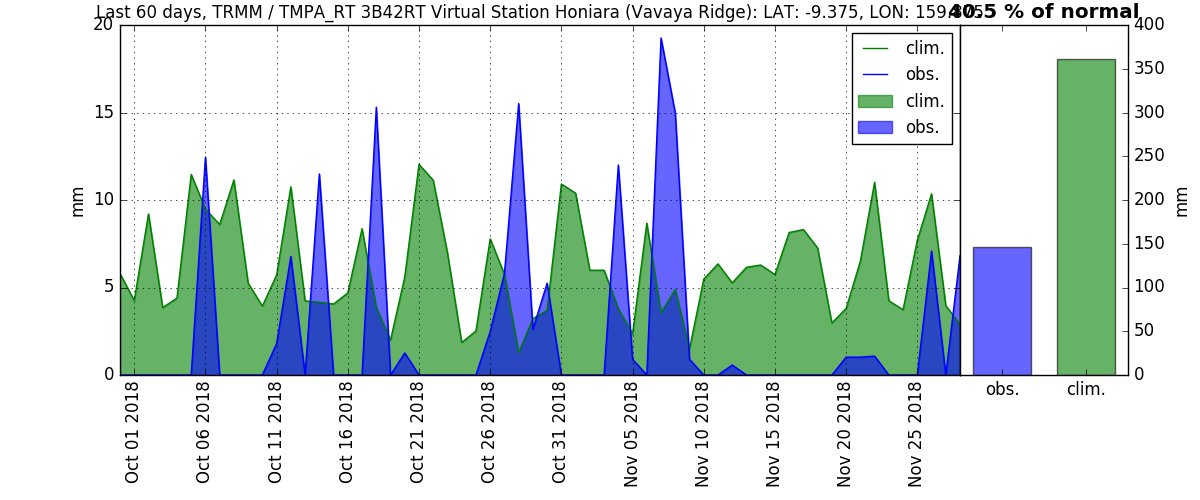 Last 60 days, TRMM / TMPA_RT 3B42RT Virtual Station Honiara (Vavaya Ridge): LAT: -9.375, LON:
40.5 % of normal
20
15
10
5
0
mm
clim.
obs.
clim.
obs.
400
350
300
250
200
150
100
50
0
mm
obs.
clim.
Oct 01 2018
Oct 06 2018
Oct 11 2018
Oct 16 2018
Oct 21 2018
Oct 26 2018
Oct 31 2018
Nov 05 2018
Nov 10 2018
Nov 15 2018
Nov 20 2018
Nov 25 2018